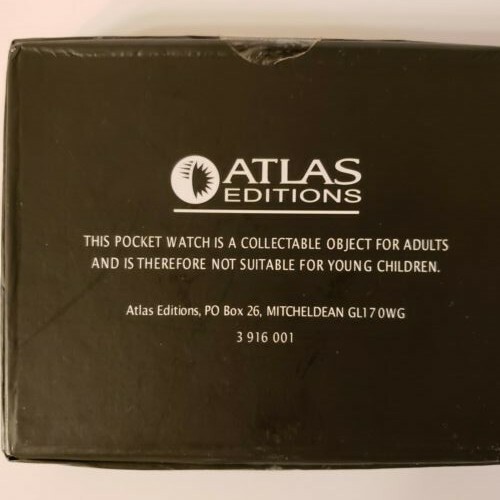 ATLAS
EDITIONS
THIS POCKET WATCH IS A COLLECTABLE OBJECT FOR ADULTS
AND IS THEREFORE NOT SUITABLE FOR YOUNG CHILDREN.
Atlas Editions, PO Box 26, MITCHELDEAN GL17 0WG
3 916 001